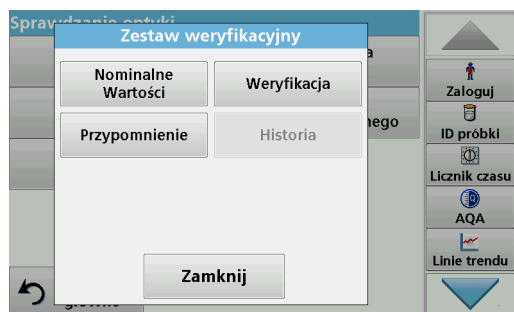 Sprawdzanie optyki
Zestaw weryfikacyjny
Nominalne
Wartości
Weryfikacja
Przypomnienie
Historia
Zamknij
Zaloguj
ID próbki
Licznik czasu
AQA
Linie trendu